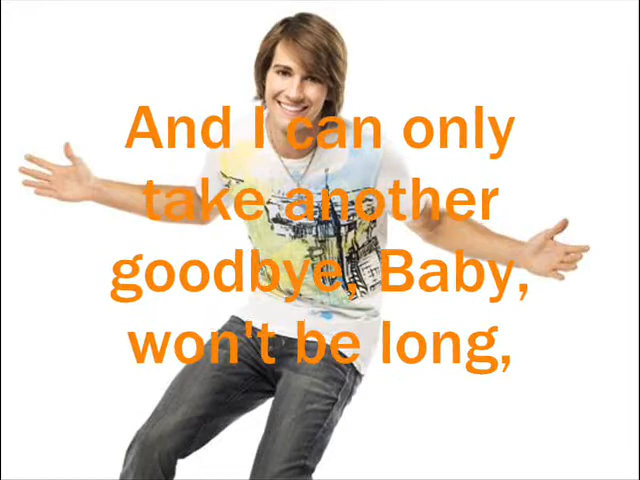 And I can only
take another
goodbye, Baby,
won't be long,